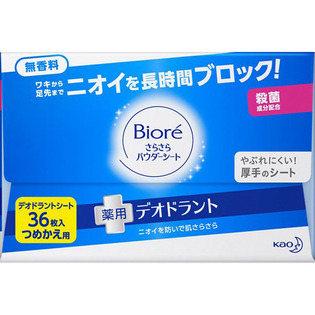 無香料
ワキから
足先まで
ニオイを長時間ブロック!
殺菌
成分配合
Bioré
さらさら
パウダーシート
やぶれにくい!
厚手のシート
デオドラントシート
36枚入
つめかえ用
薬用
デオドラント
ニオイを防いで肌さらさら
Kao